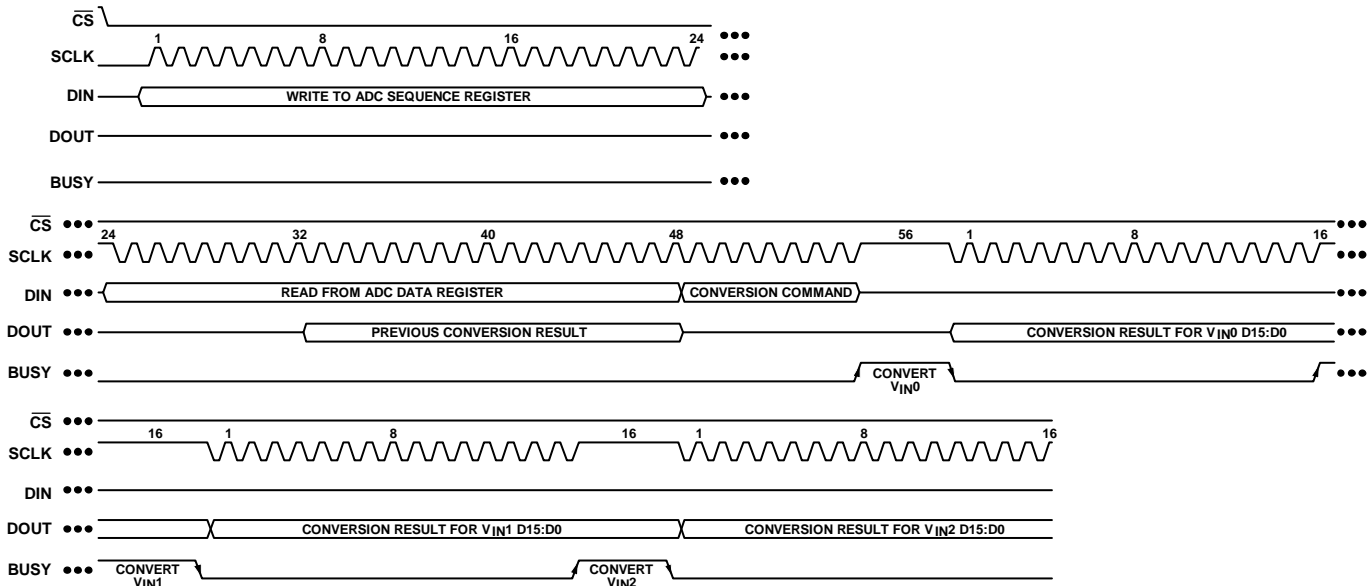 CS
1 8 16 24
SCLK
DIN WRITE TO ADC SEQUENCE REGISTER
DOUT
BUSY
CS
24 32 40 48 56 1 8 16
SCLK
DIN READ FROM ADC DATA REGISTER CONVERSION COMMAND
DOUT PREVIOUS CONVERSION RESULT CONVERSION RESULT FOR VIN0 D15:D0
BUSY CONVERT
VIN0
CS
16 1 8 16 1 8 16
SCLK
DIN
DOUT CONVERSION RESULT FOR VIN1 D15:D0 CONVERSION RESULT FOR VIN2 D15:D0
BUSY CONVERT CONVERT
VIN1 VIN2